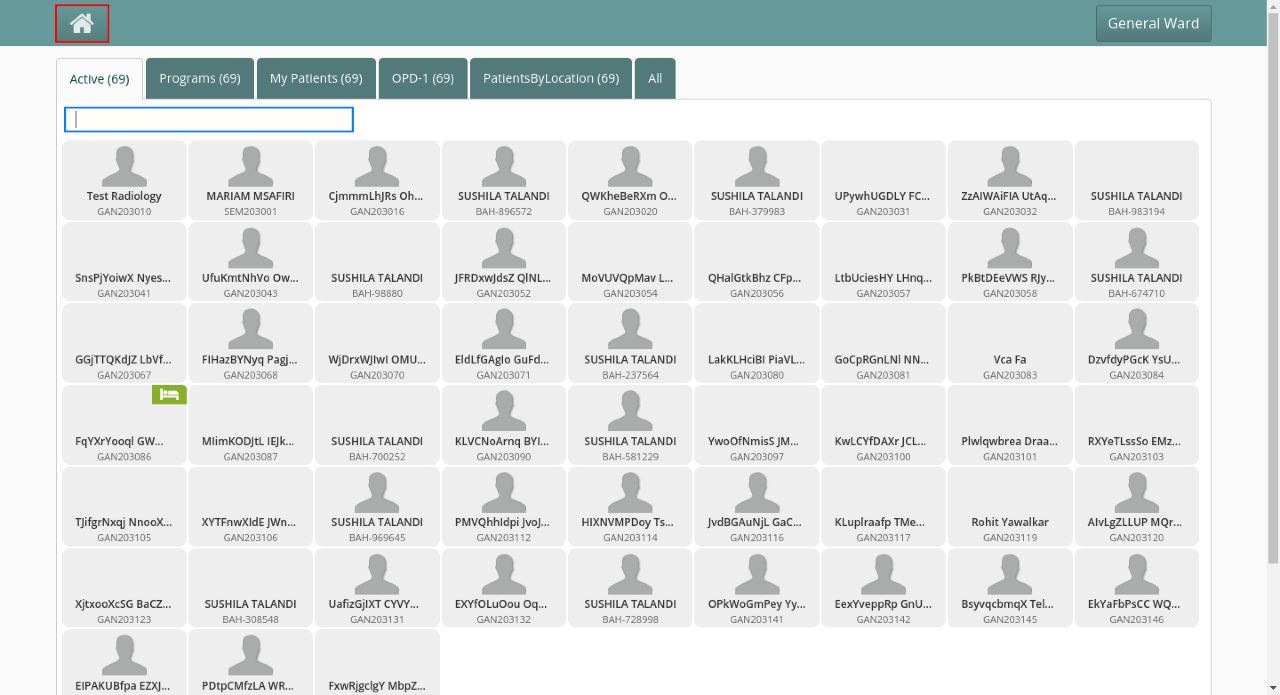 General Ward
Active (69) Programs (69) My Patients (69) OPD-1 (69) PatientsByLocation (69) All
Test Radiology MARIAM MSAFIRI CjmmmLhJRs Oh... SUSHILA TALANDI QWKheBeRXm O... SUSHILA TALANDI UPywhUGDLY FC... ZzAIWAiFIA UtAq... SUSHILA TALANDI
GAN203010 SEM203001 GAN203016 BAH-896572 GAN203020 BAH-379983 GAN203031 GAN203032 BAH-983194
SnsPjYoiwX Nyes... UfuKmtNhVo Ow... SUSHILA TALANDI JFRDxwJdsZ QlNL... MoVUVQpMav L... QHalGtkBhz CFp... LtbUciesHY LHnq... PkBtDEeVWS RJy... SUSHILA TALANDI
GAN203041 GAN203043 BAH-98880 GAN203052 GAN203054 GAN203056 GAN203057 GAN203058 BAH-674710
GGjTTQKdJZ LbVf... FIHazBYNyq Pagj... WjDrxWJIwI OMU... EldLfGAgIo GuFd... SUSHILA TALANDI LakKLHciBI PiaVL... GoCpRGnLNl NN... Vca Fa DzvfdyPGcK YsU...
GAN203067 GAN203068 GAN203070 GAN203071 BAH-237564 GAN203080 GAN203081 GAN203083 GAN203084
FqYXrYooql GW... MIimKODJtL IEJk... SUSHILA TALANDI KLVCNoArnq BYI... SUSHILA TALANDI YwoOfNmisS JM... KwLCYfDAXr JCL... Plwlqwbrea Draa... RXYeTLssSo EMz...
GAN203086 GAN203087 BAH-700252 GAN203090 BAH-581229 GAN203097 GAN203100 GAN203101 GAN203103
TJifgrNxqj NnooX... XYTFnwXIdE JWn... SUSHILA TALANDI PMVQhhIdpi JvoJ... HIXNVMPDoy Ts... JvdBGAuNjL GaC... KLuplraafp TMe... Rohit Yawalkar AIvLgZLLUP MQr...
GAN203105 GAN203106 BAH-969645 GAN203112 GAN203114 GAN203116 GAN203117 GAN203119 GAN203120
XjtxooXcSG BaCZ... SUSHILA TALANDI UafizGjIXT CYVY... EXYfOLuOou Oq... SUSHILA TALANDI OPkWoGmPey Yy... EexYveppRp GnU... BsyvqcbmqX Tel... EkYaFbPsCC WQ...
GAN203123 BAH-308548 GAN203131 GAN203132 BAH-728998 GAN203141 GAN203142 GAN203145 GAN203146
EIPAKUBfpa EZXJ... PDtpCMfzLA WR... FxwRjgclgY MbpZ...